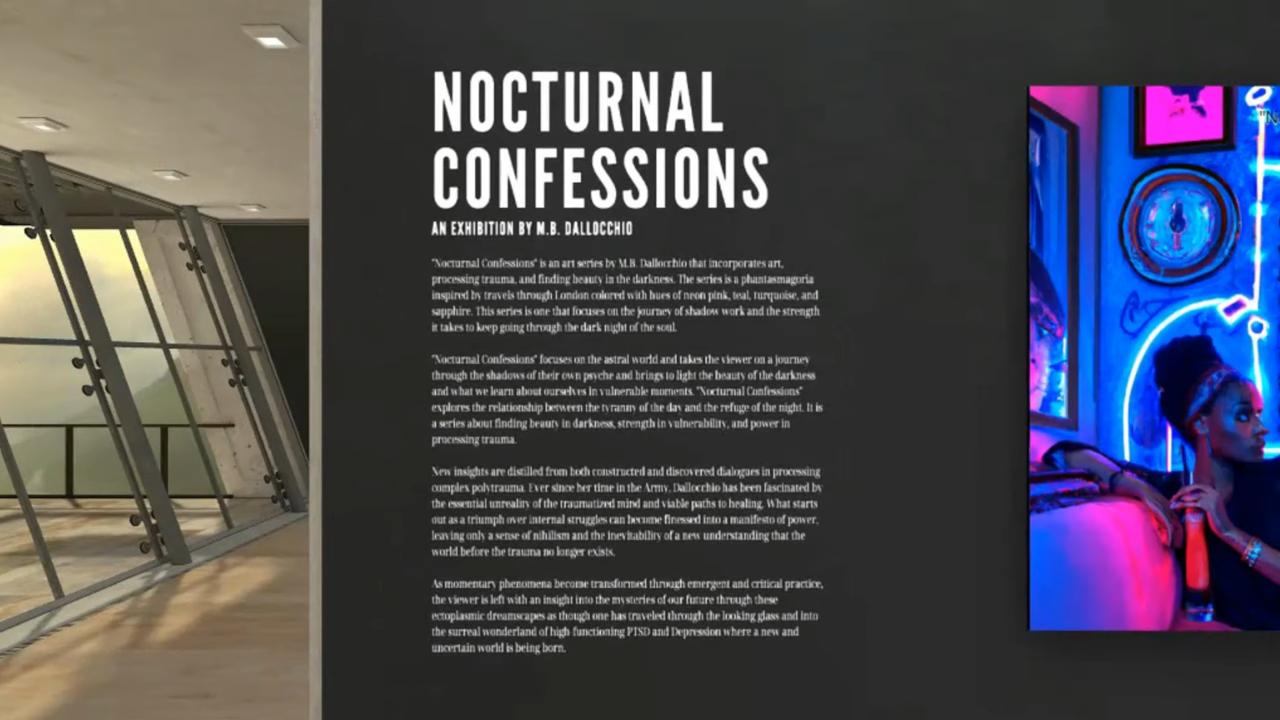 NOCTURNAL
CONFESSIONS
AN EXHIBITION BY M.B. DALLOCCHIO
"Nocturnal Confessions" is an art series by M.B. Dallocchio that incorporates art,
processing trauma, and finding beauty in the darkness. The series is a phantasmagoria
inspired by travels through London colored with hues of neon pink, teal, turquoise, and
sapphire. This series is one that focuses on the journey of shadow work and the strength
it takes to keep going through the dark night of the soul.
"Nocturnal Confessions" focuses on the astral world and takes the viewer on a journey
through the shadows of their own psyche and brings to light the beauty of the darkness
and what we learn about ourselves in vulnerable moments. "Nocturnal Confessions"
explores the relationship between the tyranny of the day and the refuge of the night. It is
a series about finding beauty in darkness, strength in vulnerability, and power in
processing trauma.
New insights are distilled from both constructed and discovered dialogues in processing
complex polytrauma. Ever since her time in the Army, Dallocchio has been fascinated by
the essential unreality of the traumatized mind and viable paths to healing. What starts
out as a triumph over internal struggles can become finessed into a manifesto of power,
leaving only a sense of nihilism and the inevitability of a new understanding that the
world before the trauma no longer exists.
As momentary phenomena become transformed through emergent and critical practice,
the viewer is left with an insight into the mysteries of our future through these
ectoplasmic dreamscapes as though one has traveled through the looking glass and into
the surreal wonderland of high-functioning PTSD and Depression where a new and
uncertain world is being born.